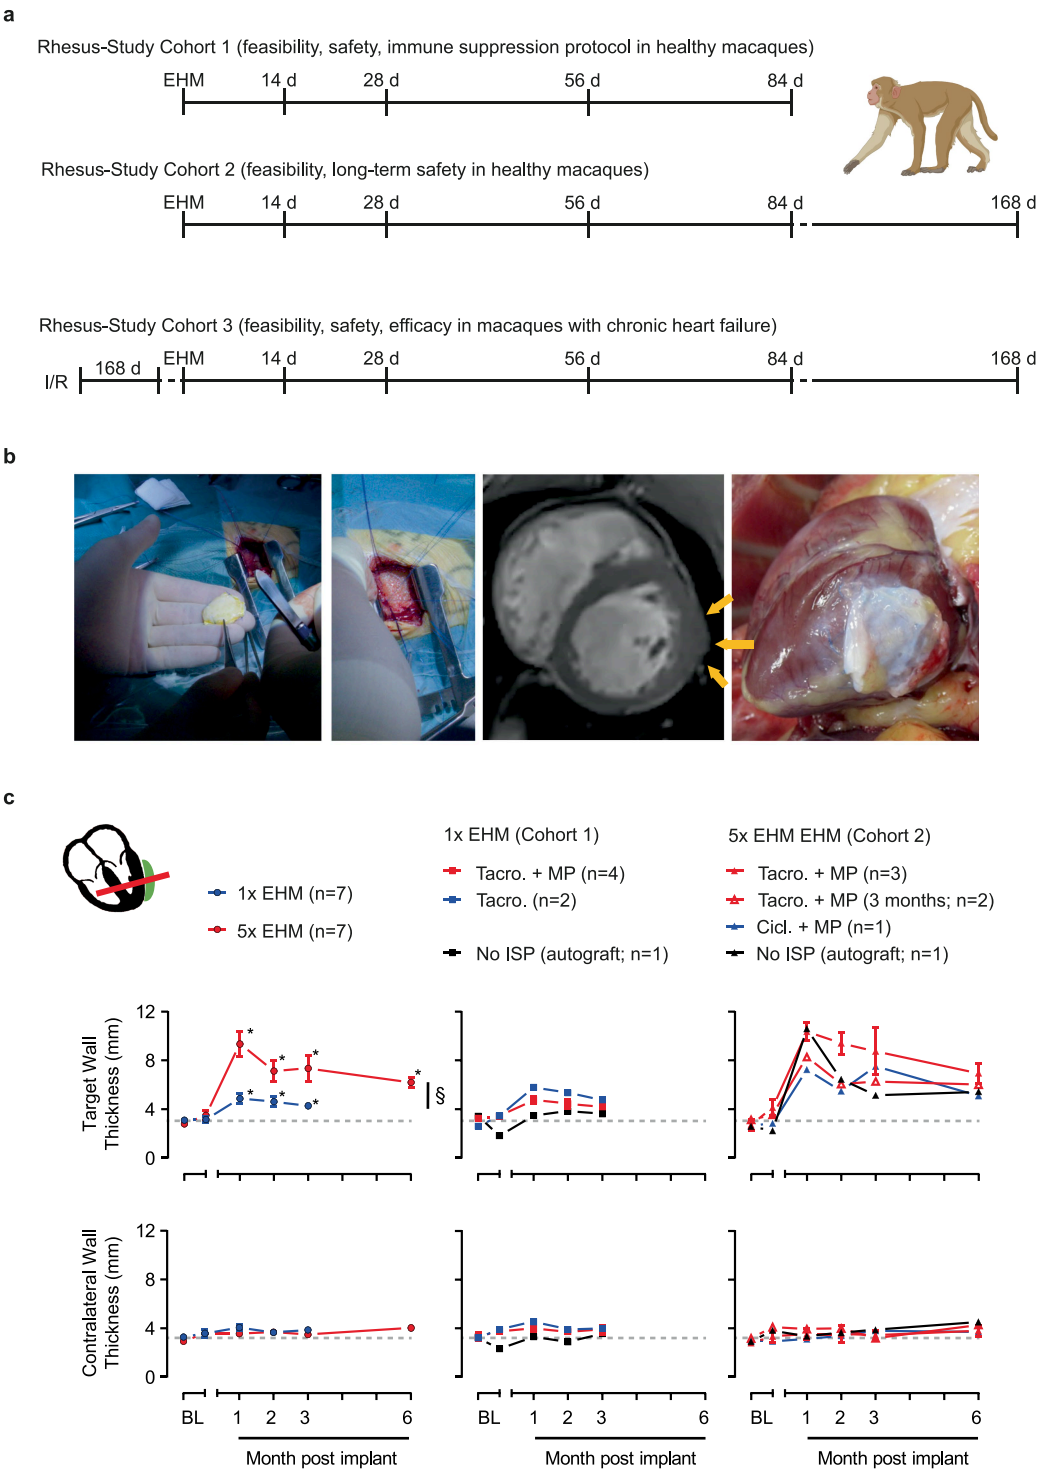 a
Rhesus-Study Cohort 1 (feasibility, safety, immune suppression protocol in healthy macaques)
EHM 14 d 28 d 56 d 84 d
Rhesus-Study Cohort 2 (feasibility, long-term safety in healthy macaques)
EHM 14 d 28 d 56 d 84 d 168 d
Rhesus-Study Cohort 3 (feasibility, safety, efficacy in macaques with chronic heart failure)
I/R 168 d EHM 14 d 28 d 56 d 84 d 168 d
b
c
1x EHM (n=7)
5x EHM (n=7)
1x EHM (Cohort 1)
Tacro. + MP (n=4)
Tacro. (n=2)
No ISP (autograft; n=1)
5x EHM EHM (Cohort 2)
Tacro. + MP (n=3)
Tacro. + MP (3 months; n=2)
Cicl. + MP (n=1)
No ISP (autograft; n=1)
Target Wall
Thickness (mm)
12
8
4
0
* * * * * * *
§
Contralateral Wall
Thickness (mm)
12
8
4
0
BL 1 2 3 6
Month post implant
BL 1 2 3 6
Month post implant
BL 1 2 3 6
Month post implant